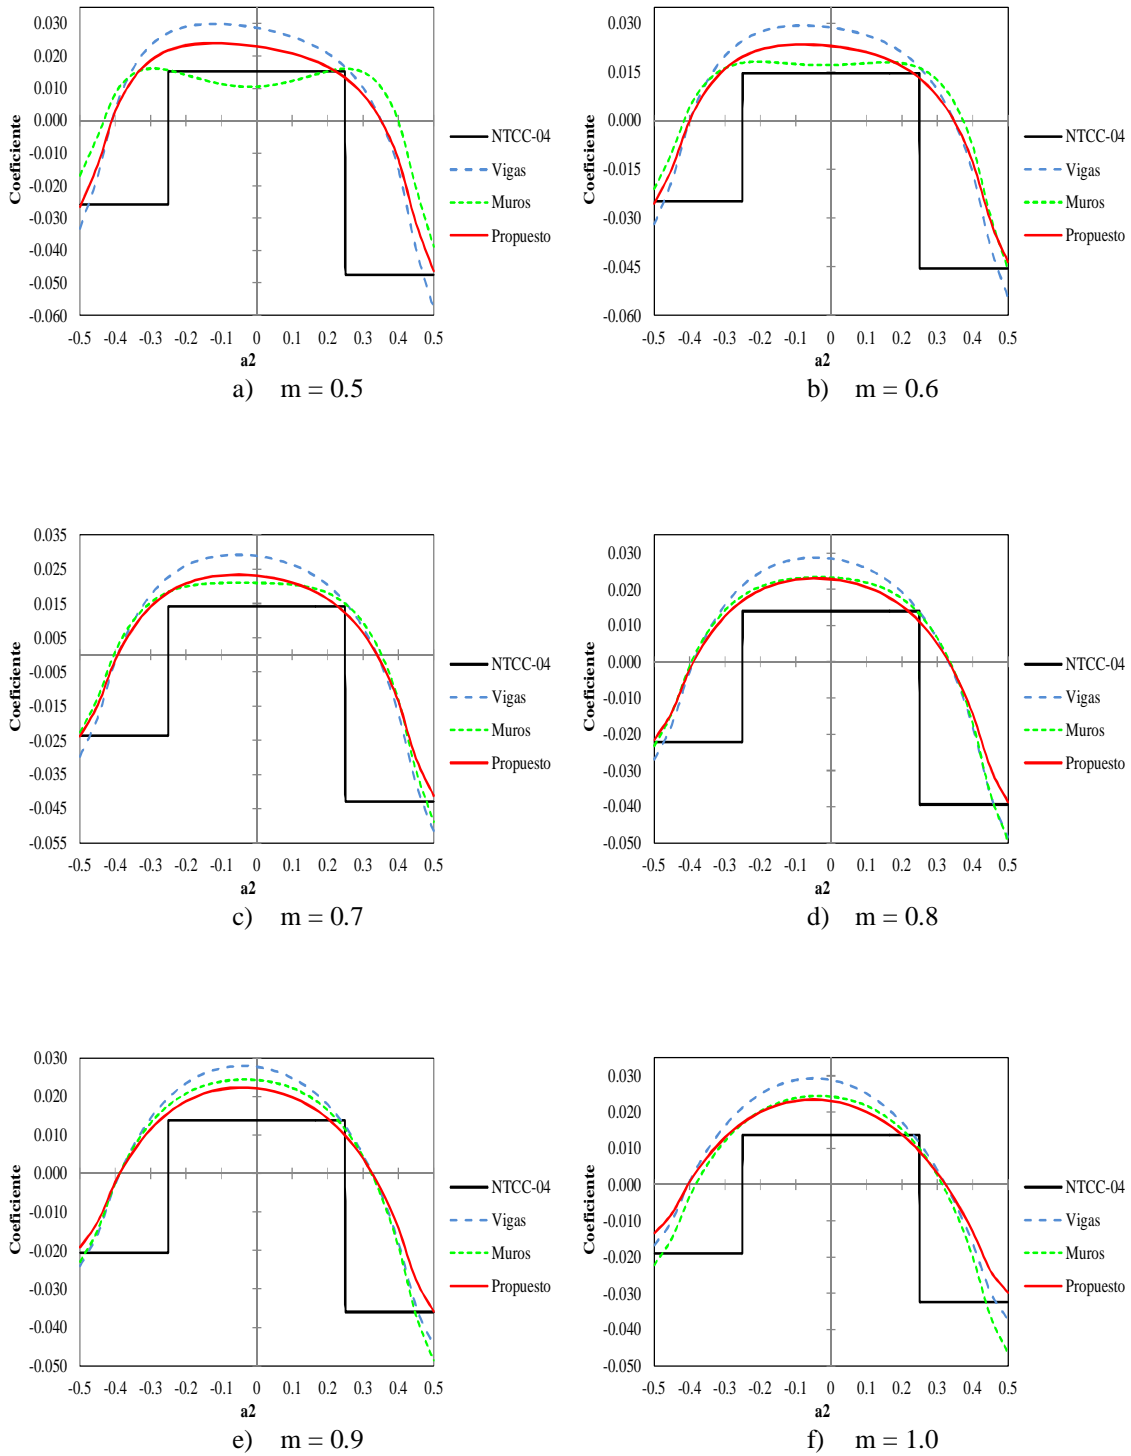 0.030
0.020
0.010
0.000
-0.010
-0.020
-0.030
-0.040
-0.050
-0.060
Coeficiente
-0.5 -0.4 -0.3 -0.2 -0.1 0 0.1 0.2 0.3 0.4 0.5
a2
NTCC-04
Vigas
Muros
Propuesto
a) m = 0.5
0.030
0.015
0.000
-0.015
-0.030
-0.045
-0.060
Coeficiente
-0.5 -0.4 -0.3 -0.2 -0.1 0 0.1 0.2 0.3 0.4 0.5
a2
NTCC-04
Vigas
Muros
Propuesto
b) m = 0.6
0.035
0.025
0.015
0.005
-0.005
-0.015
-0.025
-0.035
-0.045
-0.055
Coeficiente
-0.5 -0.4 -0.3 -0.2 -0.1 0 0.1 0.2 0.3 0.4 0.5
a2
NTCC-04
Vigas
Muros
Propuesto
c) m = 0.7
0.030
0.020
0.010
0.000
-0.010
-0.020
-0.030
-0.040
-0.050
Coeficiente
-0.5 -0.4 -0.3 -0.2 -0.1 0 0.1 0.2 0.3 0.4 0.5
a2
NTCC-04
Vigas
Muros
Propuesto
d) m = 0.8
0.030
0.020
0.010
0.000
-0.010
-0.020
-0.030
-0.040
-0.050
Coeficiente
-0.5 -0.4 -0.3 -0.2 -0.1 0 0.1 0.2 0.3 0.4 0.5
a2
NTCC-04
Vigas
Muros
Propuesto
e) m = 0.9
0.030
0.020
0.010
0.000
-0.010
-0.020
-0.030
-0.040
-0.050
Coeficiente
-0.5 -0.4 -0.3 -0.2 -0.1 0 0.1 0.2 0.3 0.4 0.5
a2
NTCC-04
Vigas
Muros
Propuesto
f) m = 1.0